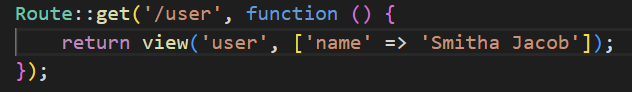 Route::get('/user', function () {
    return view('user', ['name' => 'Smitha Jacob']);
});